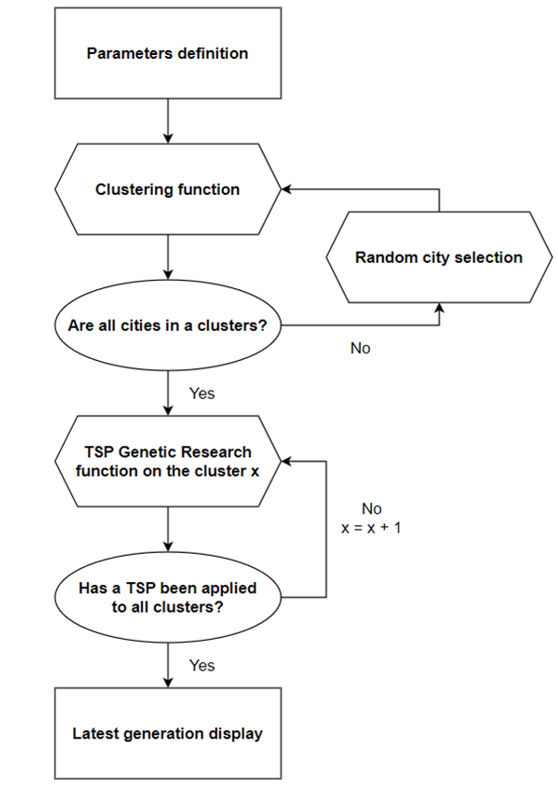 Parameters definition
Clustering function
Random city selection
Are all cities in a clusters?
No
Yes
TSP Genetic Research
function on the cluster x
No
x = x + 1
Has a TSP been applied
to all clusters?
Yes
Latest generation display